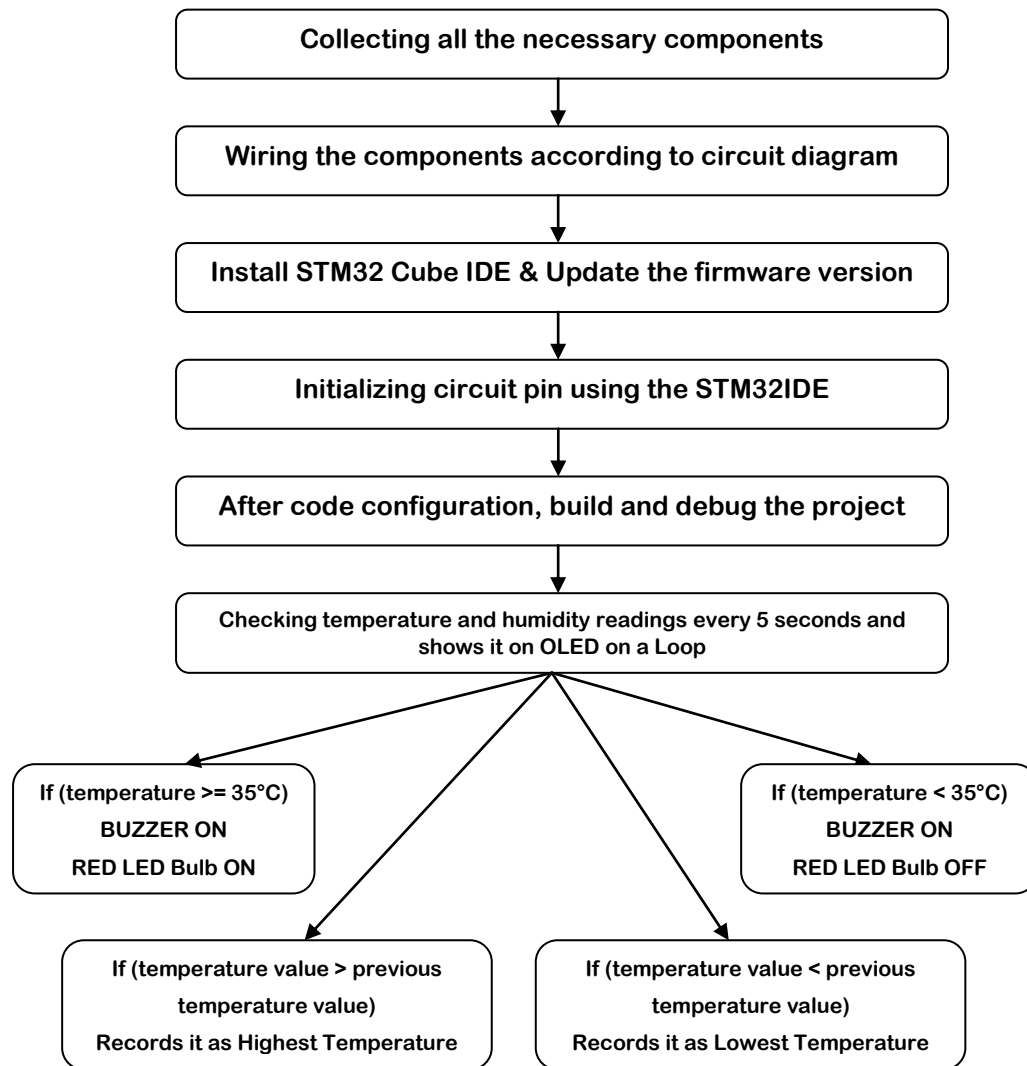 Collecting all the necessary components
Wiring the components according to circuit diagram
Install STM32 Cube IDE & Update the firmware version
Initializing circuit pin using the STM32IDE
After code configuration, build and debug the project
Checking temperature and humidity readings every 5 seconds and
shows it on OLED on a Loop
If (temperature >= 35°C)
BUZZER ON
RED LED Bulb ON
If (temperature < 35°C)
BUZZER ON
RED LED Bulb OFF
If (temperature value > previous
temperature value)
Records it as Highest Temperature
If (temperature value < previous
temperature value)
Records it as Lowest Temperature